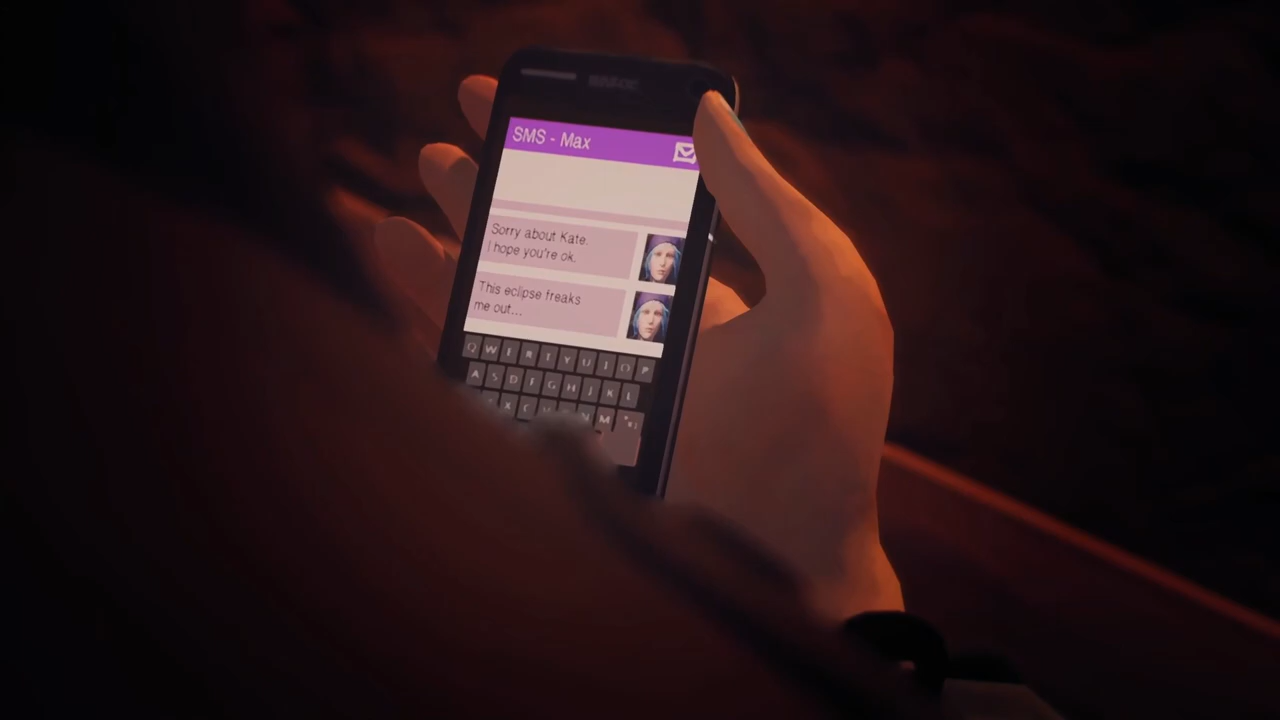 SMS - Max
Sorry about Kate.
I hope you're ok.
This eclipse freaks
me out...
Q W E R T Y U I O P
A S D F G H J K L
X C N M